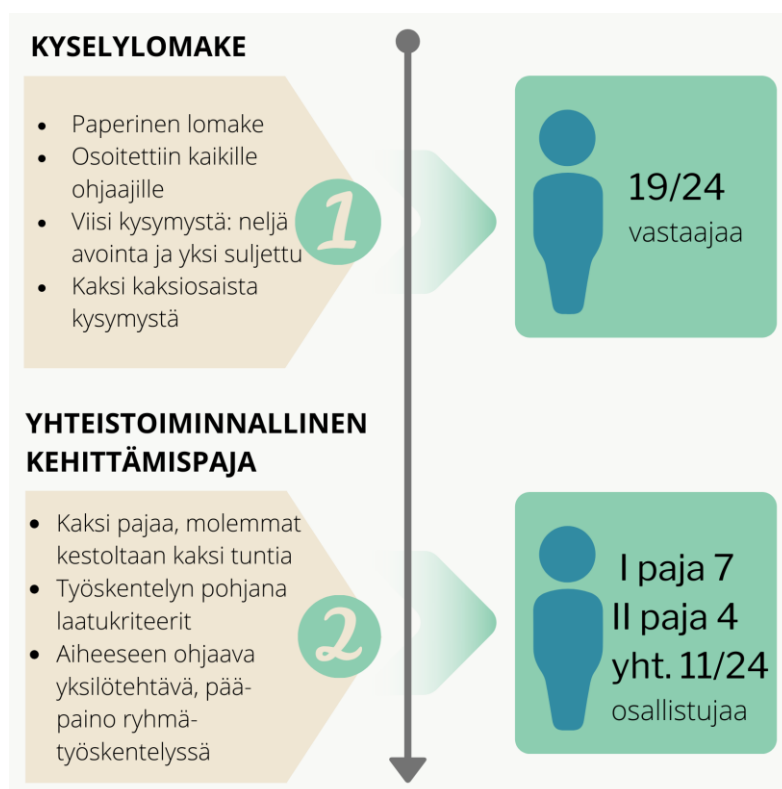 KYSELYLOMAKE
• Paperinen lomake
• Osoitettiin kaikille
ohjaajille
• Viisi kysymystä: neljä
avointa ja yksi suljettu
• Kaksi kaksiosaista
kysymystä
1
19/24
vastaajaa
YHTEISTOIMINNALLINEN
KEHITTÄMISPAJA
• Kaksi pajaa, molemmat
kestoltaan kaksi tuntia
• Työskentelyn pohjana
laatukriteerit
• Aiheeseen ohjaava
yksilötehtävä, pää-
paino ryhmä-
työskentelyssä
2
I paja 7
II paja 4
yht. 11/24
osallistujaa